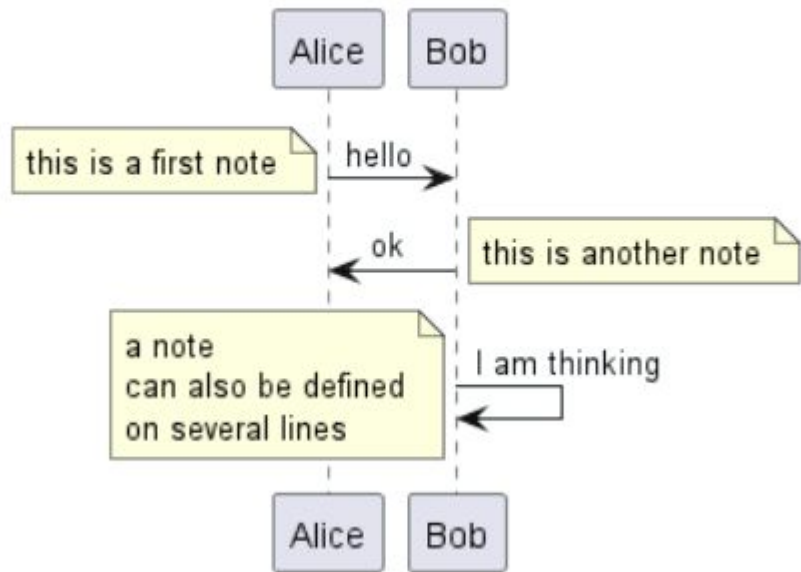 Alice
Bob
this is a first note
hello
ok
this is another note
a note
can also be defined
on several lines
I am thinking
Alice
Bob